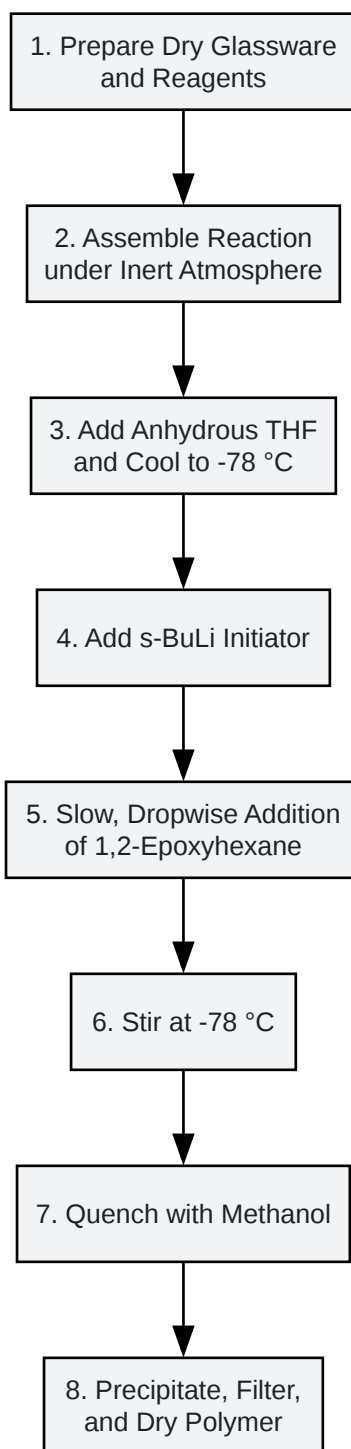 1. Prepare Dry Glassware
and Reagents
2. Assemble Reaction
under Inert Atmosphere
3. Add Anhydrous THF
and Cool to -78 °C
4. Add s-BuLi Initiator
5. Slow, Dropwise Addition
of 1,2-Epoxyhexane
6. Stir at -78 °C
7. Quench with Methanol
8. Precipitate, Filter,
and Dry Polymer